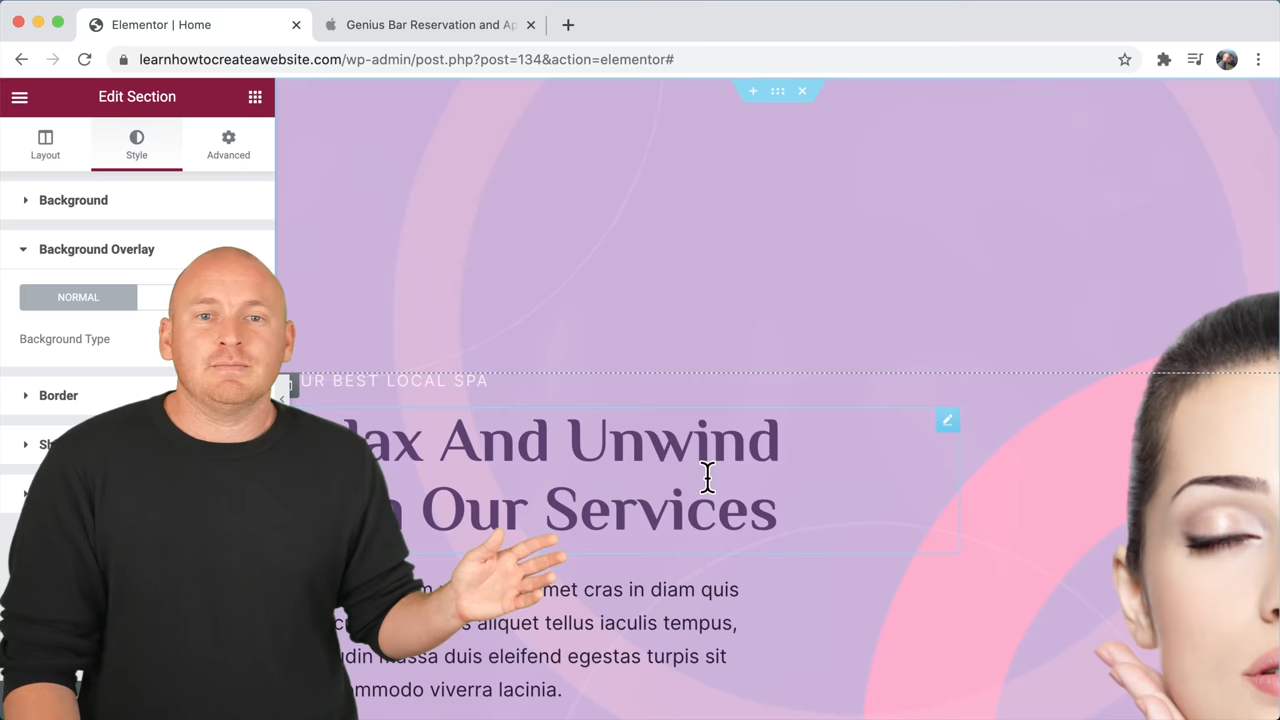 Elementor | Home
Genius Bar Reservation and Ap
learnhowtocreateawebsite.com/wp-admin/post.php?post=134&action=elementor#
Edit Section
Layout
Style
Advanced
Background
Background Overlay
NORMAL
Background Type
Border
UR BEST LOCAL SPA
lax And Unwind
Our Services
met cras in diam quis
aliquet tellus iaculis tempus,
massa duis eleifend egestas turpis sit
mmodo viverra lacinia.